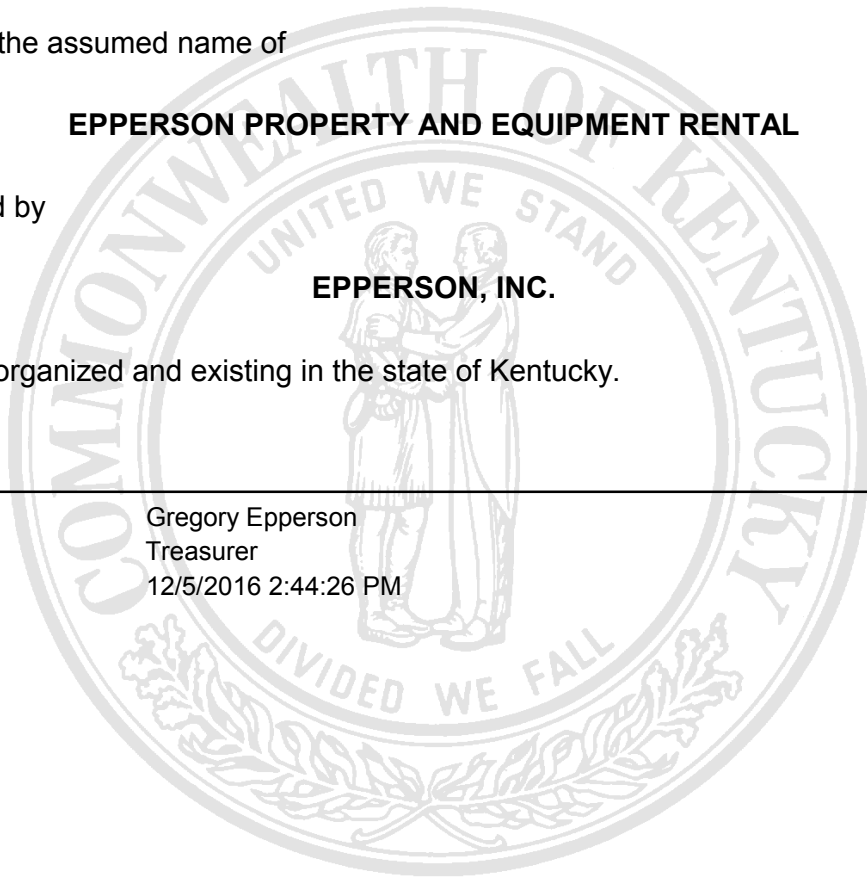 the assumed name of
EPPERSON PROPERTY AND EQUIPMENT RENTAL
d by
EPPERSON, INC.
organized and existing in the state of Kentucky.
Gregory Epperson
Treasurer
12/5/2016 2:44:26 PM
COMMONWEALTH OF KENTUCKY
UNITED WE STAND
DIVIDED WE FALL